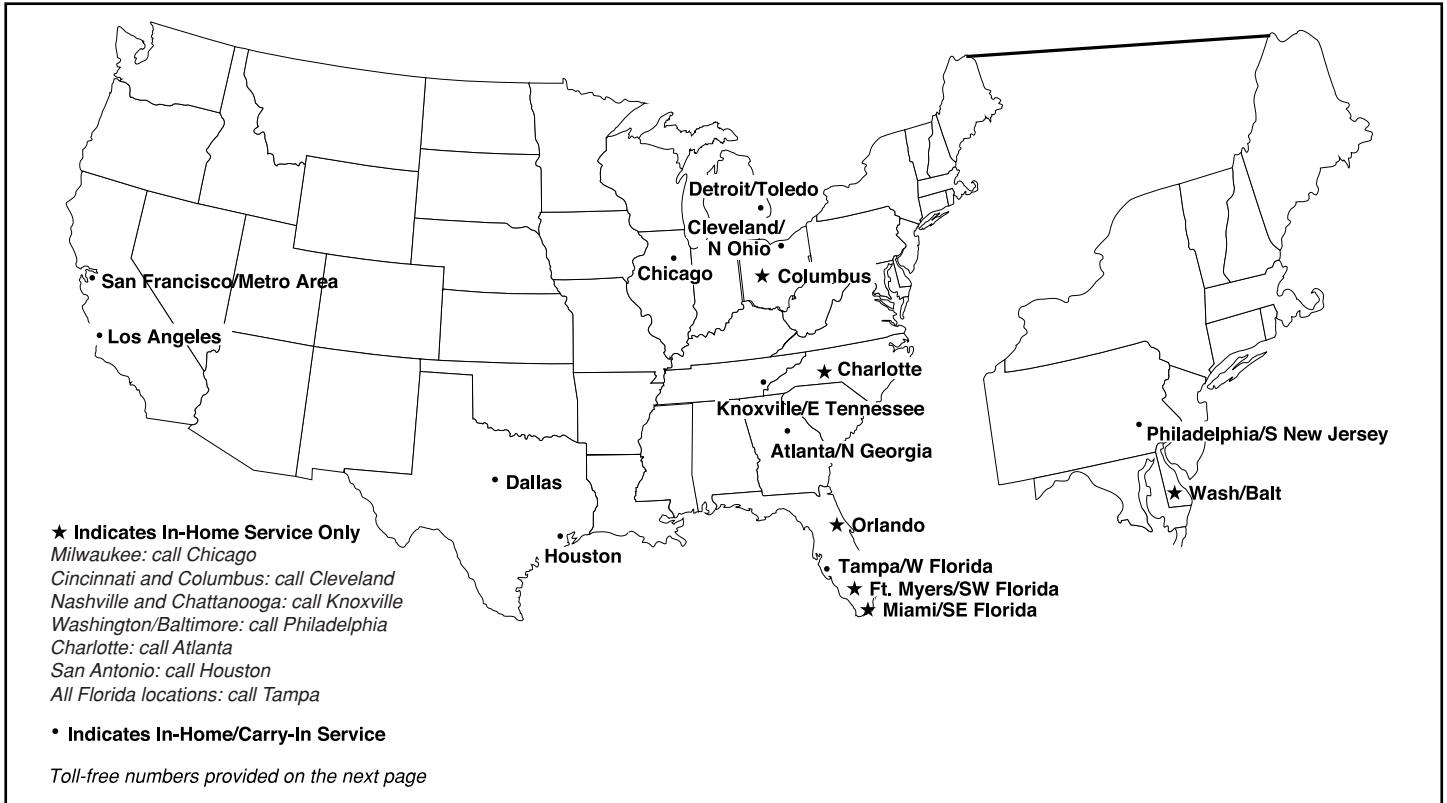 Detroit/Toledo
Cleveland/
N Ohio
Chicago
★ Columbus
San Francisco/Metro Area
Los Angeles
★ Charlotte
Knoxville/E Tennessee
Atlanta/N Georgia
Philadelphia/S New Jersey
Dallas
★ Wash/Balt
★ Orlando
Houston
Tampa/W Florida
★ Ft. Myers/SW Florida
★ Miami/SE Florida
★ Indicates In-Home Service Only
Milwaukee: call Chicago
Cincinnati and Columbus: call Cleveland
Nashville and Chattanooga: call Knoxville
Washington/Baltimore: call Philadelphia
Charlotte: call Atlanta
San Antonio: call Houston
All Florida locations: call Tampa
• Indicates In-Home/Carry-In Service
Toll-free numbers provided on the next page